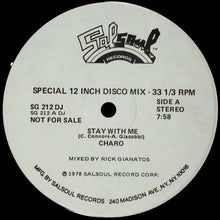 Salsoul
RECORDS
SPECIAL 12 INCH DISCO MIX - 33 1/3 RPM
SG 212 DJ
SG 212 A DJ
NOT FOR SALE
SIDE A
STEREO
7:58
STAY WITH ME
(C. Connors-A. Giacobbi)
CHARO
MIXED BY RICK GIANATOS
© 1978 SALSOUL RECORD CORP.
MFG. BY SALSOUL RECORDS 240 MADISON AVE., NY, NY. 10016